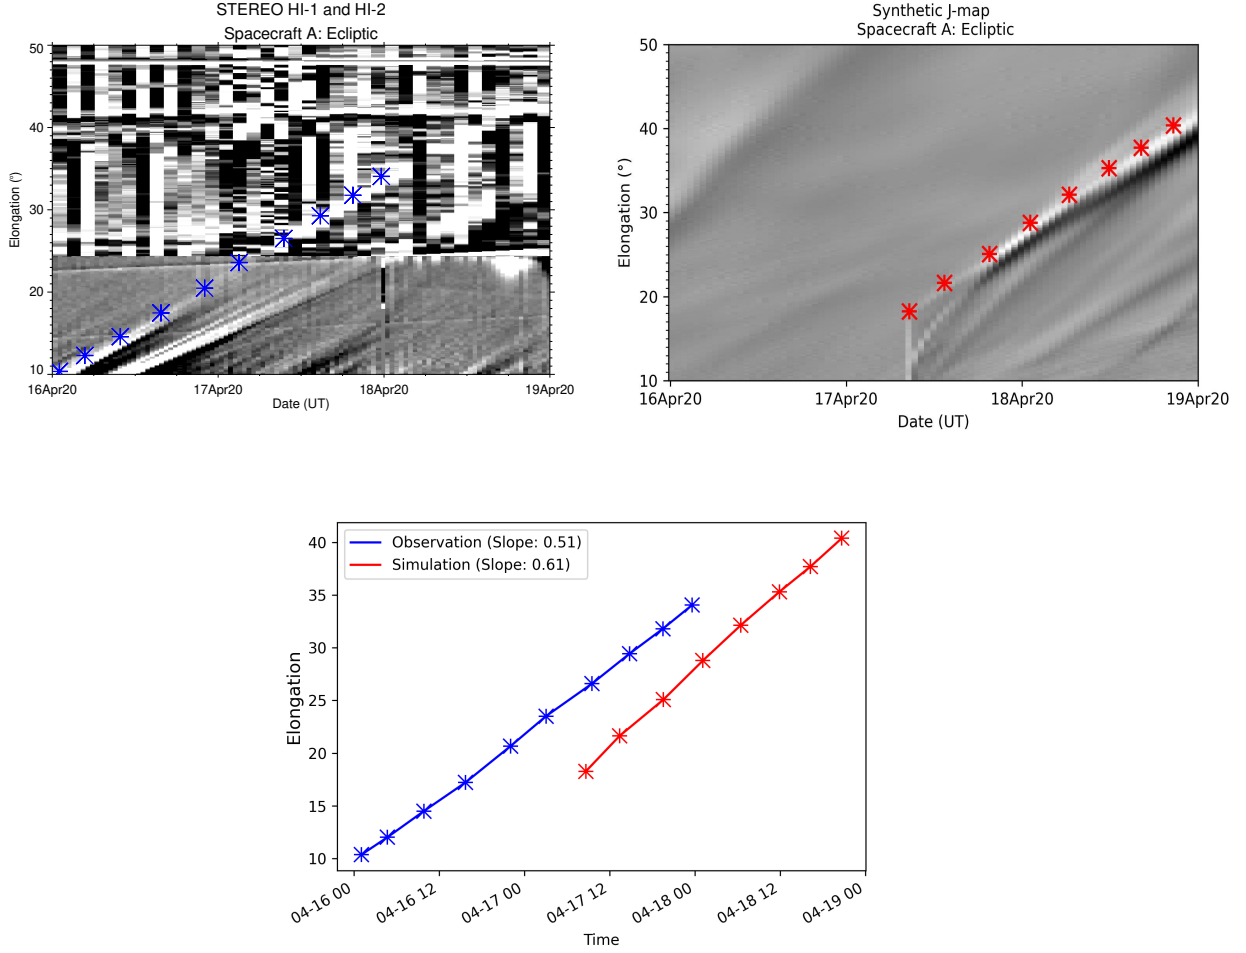 STEREO HI-1 and HI-2
Spacecraft A: Ecliptic
50
40
30
20
10
Elongation (°)
16Apr20
17Apr20
18Apr20
19Apr20
Date (UT)
Synthetic J-map
Spacecraft A: Ecliptic
50
40
30
20
10
Elongation (°)
16Apr20
17Apr20
18Apr20
19Apr20
Date (UT)
Observation (Slope: 0.51)
Simulation (Slope: 0.61)
40
35
30
25
20
15
10
Elongation
04-16 00
04-16 12
04-17 00
04-17 12
04-18 00
04-18 12
04-19 00
Time